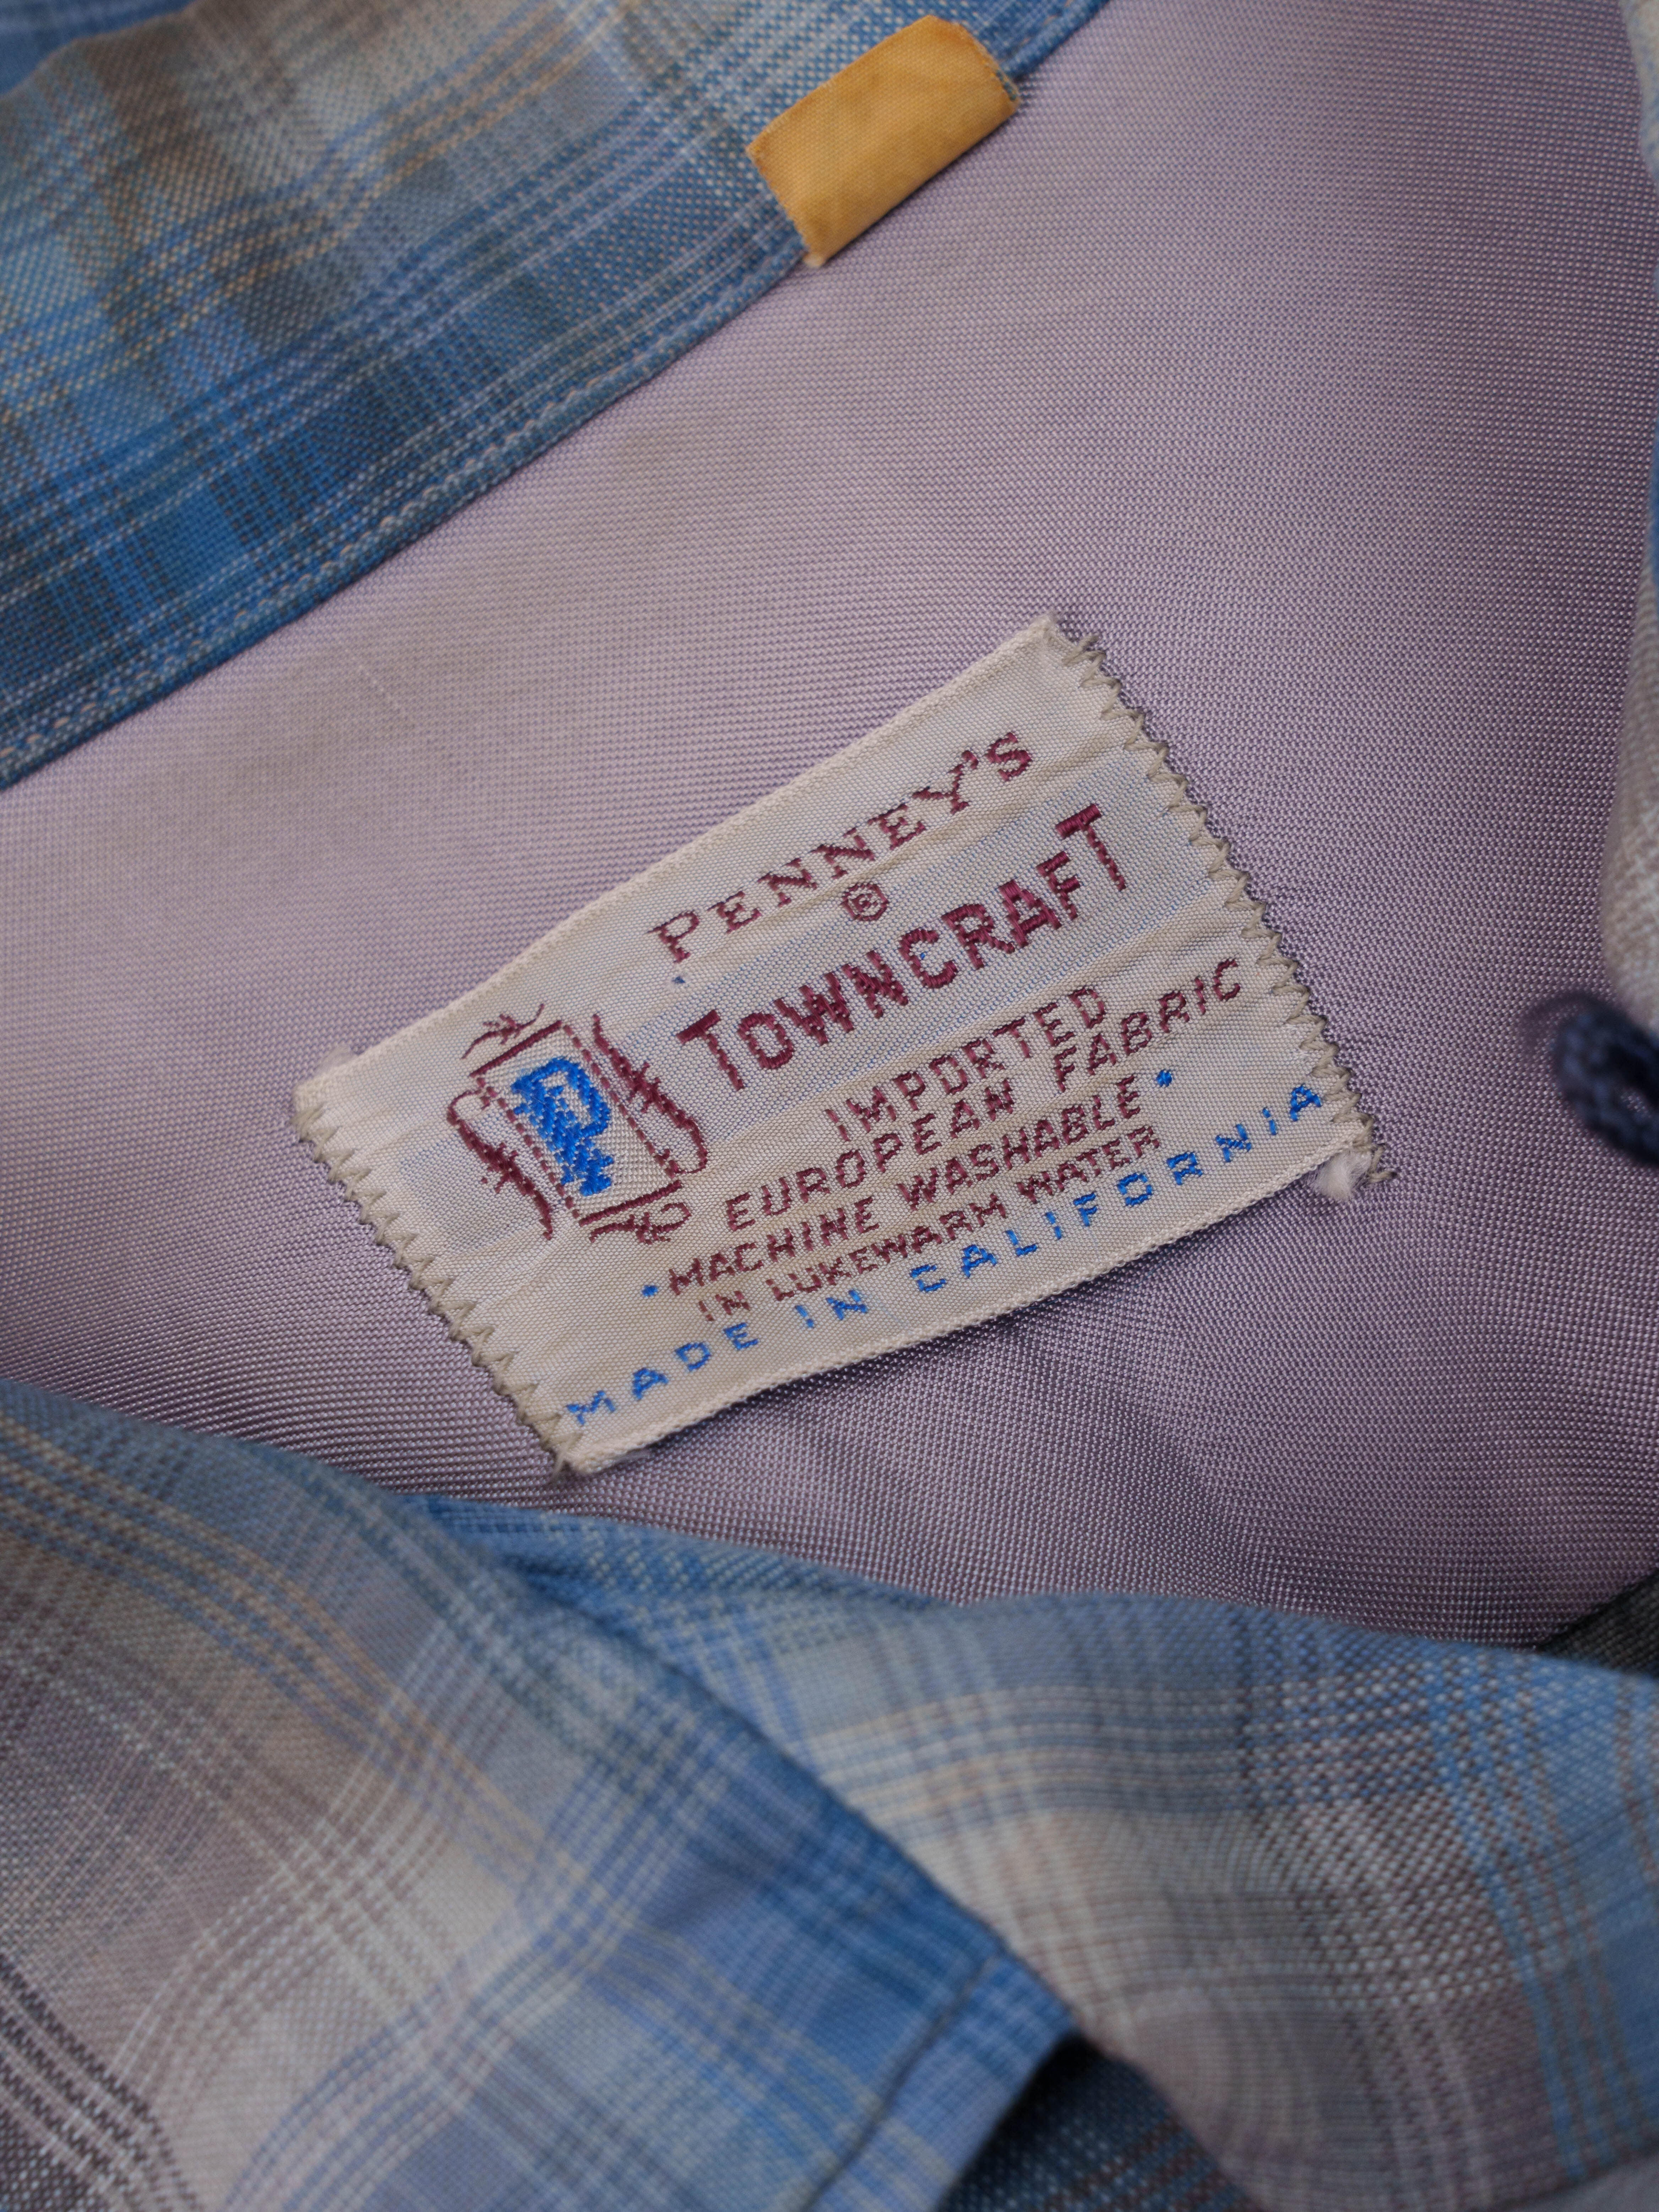 PENNEY'S
®
TOWNCRAFT
P
IMPORTED
EUROPEAN FABRIC
•MACHINE WASHABLE•
IN LUKEWARM WATER
MADE IN CALIFORNIA